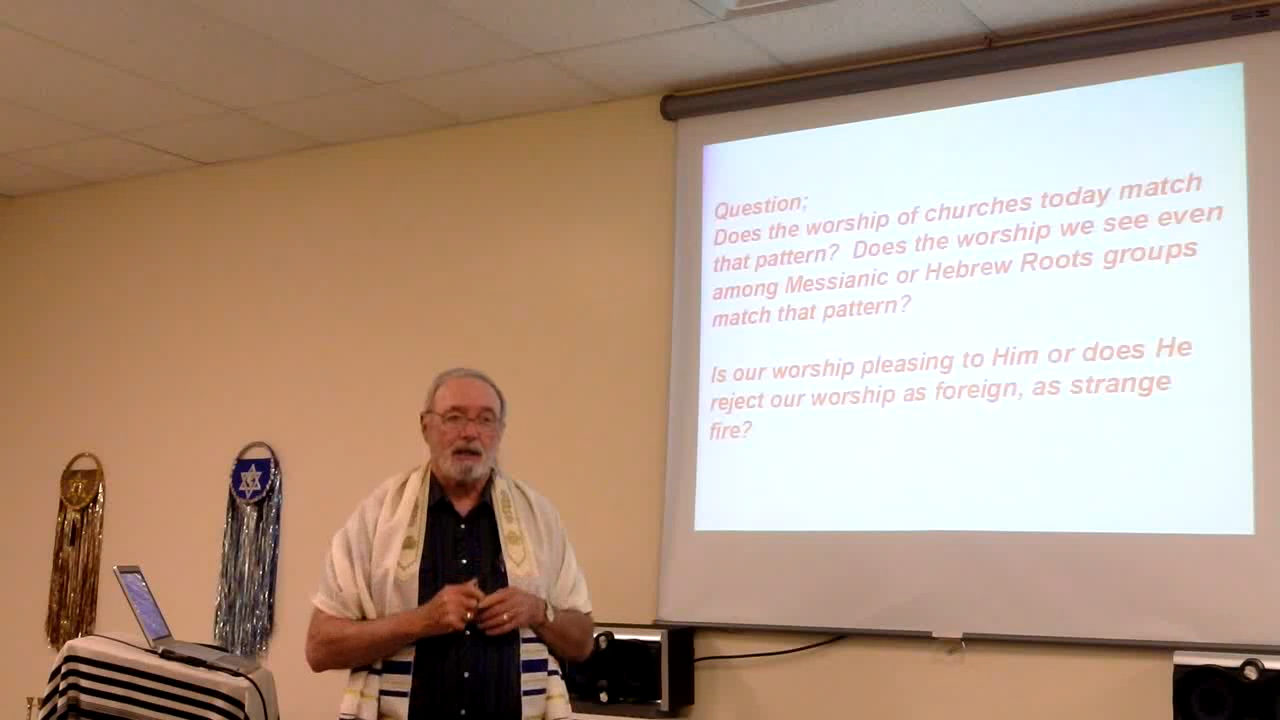 Question;
Does the worship of churches today match
that pattern?  Does the worship we see even
among Messianic or Hebrew Roots groups
match that pattern?
Is our worship pleasing to Him or does He
reject our worship as foreign, as strange
fire?